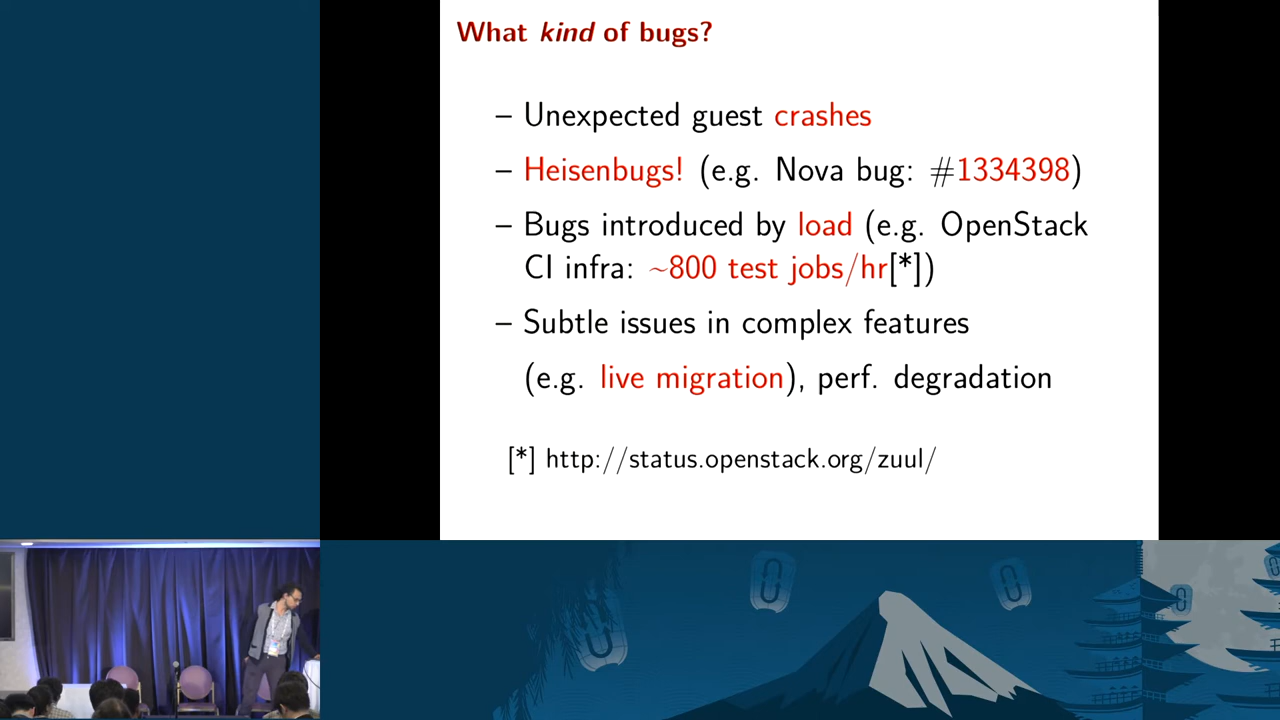 What kind of bugs?
– Unexpected guest crashes
– Heisenbugs! (e.g. Nova bug: #1334398)
– Bugs introduced by load (e.g. OpenStack
CI infra: ~800 test jobs/hr[*])
– Subtle issues in complex features
(e.g. live migration), perf. degradation
[*] http://status.openstack.org/zuul/